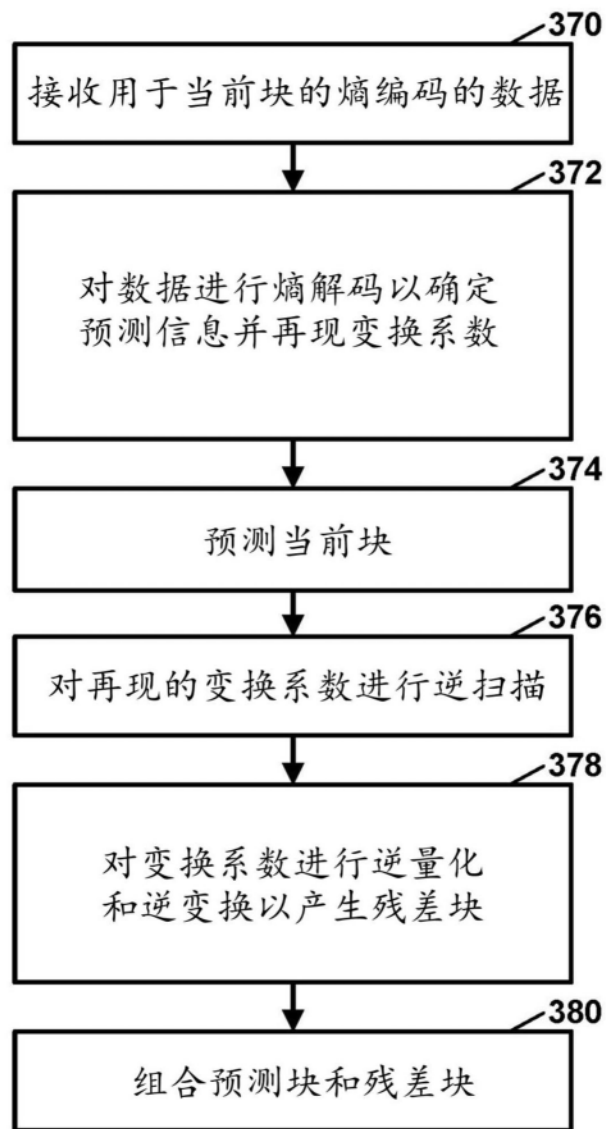 370
接收用于当前块的熵编码的数据
372
对数据进行熵解码以确定
预测信息并再现变换系数
374
预测当前块
376
对再现的变换系数进行逆扫描
378
对变换系数进行逆量化
和逆变换以产生残差块
380
组合预测块和残差块